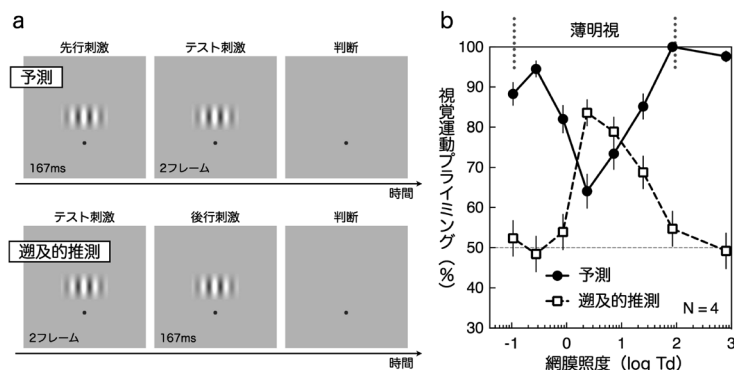 a
先行刺激 テスト刺激 判断
予測
167ms 2フレーム
時間
テスト刺激 後行刺激 判断
遡及的推測
2フレーム 167ms
時間
b
薄明視
視覚運動プライミング (%)
100
90
80
70
60
50
40
30
予測
遡及的推測
N = 4
-1 0 1 2 3
網膜照度 (log Td)